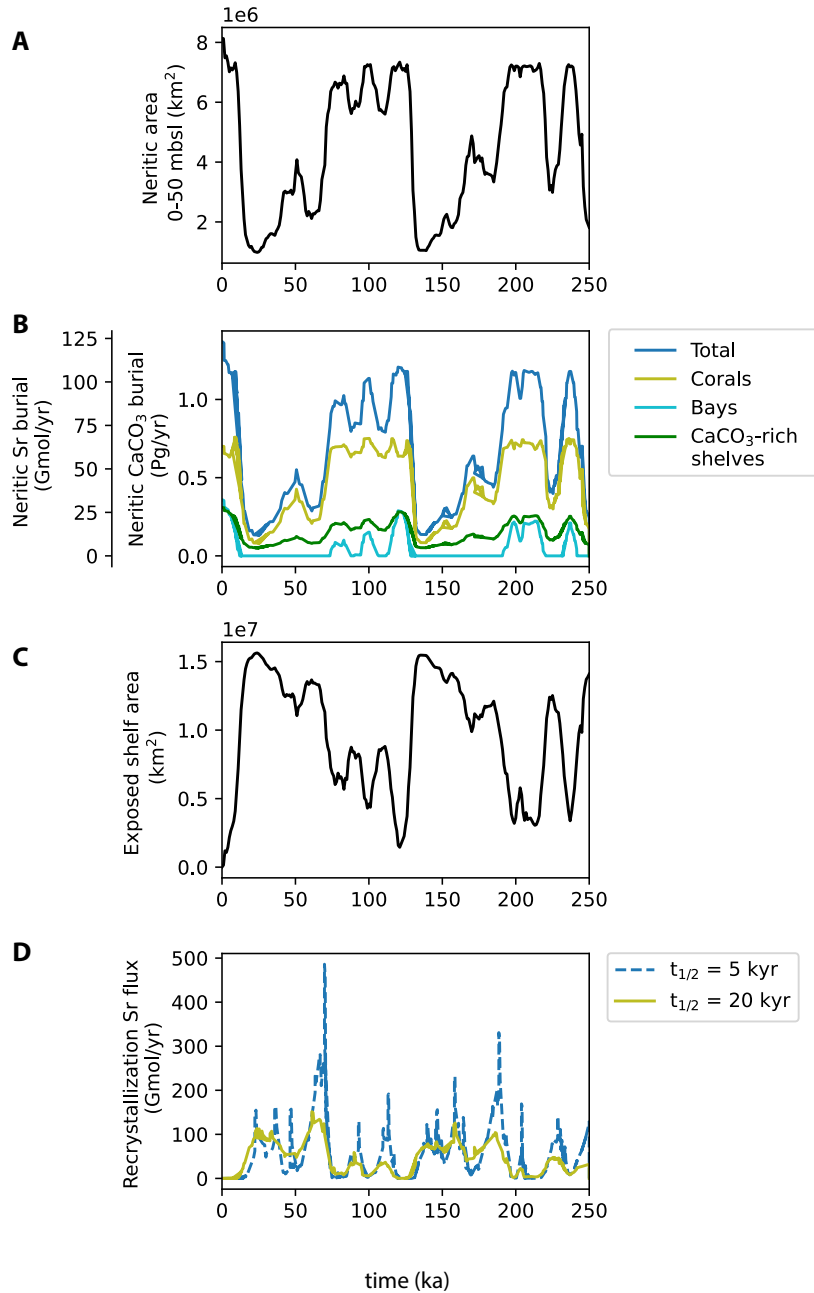 A
1e6
Neritic area
0–50 mbsl (km²)
8
6
4
2
0
50
100
150
200
250
B
Neritic Sr burial
(Gmol/yr)
125
100
75
50
25
0
Neritic CaCO₃ burial
(Pg/yr)
1.0
0.5
0.0
0
50
100
150
200
250
Total
Corals
Bays
CaCO₃-rich
shelves
C
1e7
Exposed shelf area
(km²)
1.5
1.0
0.5
0.0
0
50
100
150
200
250
D
Recrystallization Sr flux
(Gmol/yr)
500
400
300
200
100
0
0
50
100
150
200
250
t₁/₂ = 5 kyr
t₁/₂ = 20 kyr
time (ka)